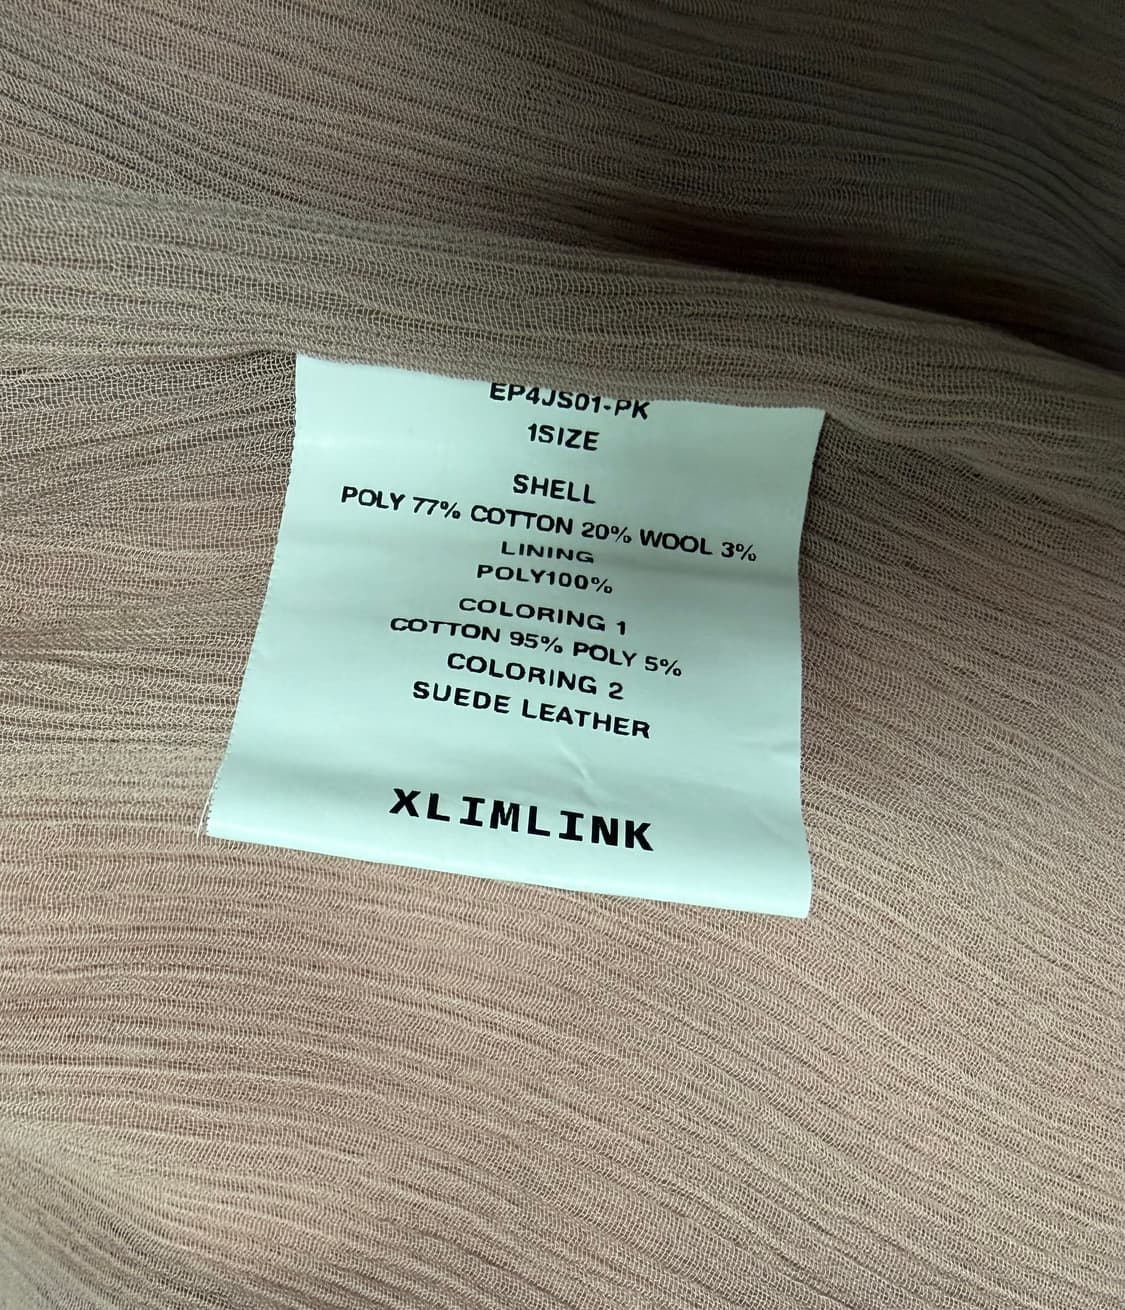 EP4JS01-PK
1SIZE
SHELL
POLY 77% COTTON 20% WOOL 3%
LINING
POLY100%
COLORING 1
COTTON 95% POLY 5%
COLORING 2
SUEDE LEATHER
XLIMLINK